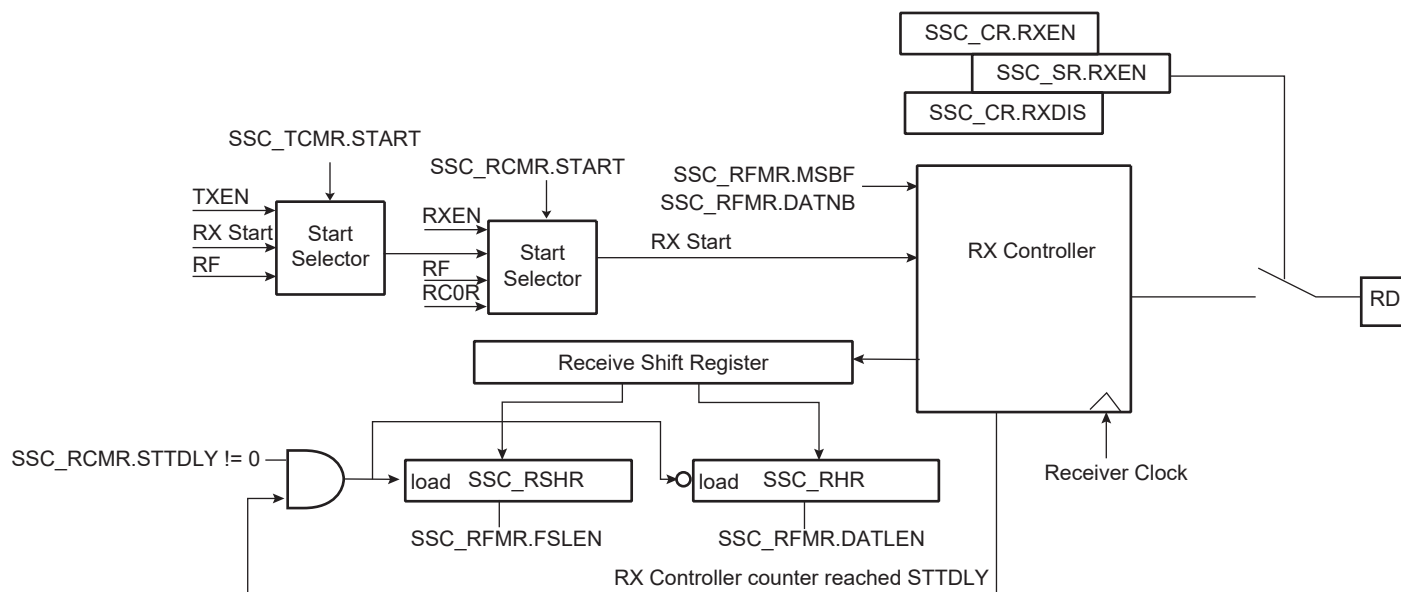 SSC_CR.RXEN
SSC_SR.RXEN
SSC_CR.RXDIS
SSC_TCMR.START
SSC_RCMR.START
SSC_RFMR.MSBF
SSC_RFMR.DATNB
TXEN
RX Start
RF
Start
Selector
RXEN
RF
RC0R
Start
Selector
RX Start
RX Controller
RD
Receive Shift Register
SSC_RCMR.STTDLY != 0
load SSC_RSHR
load SSC_RHR
Receiver Clock
SSC_RFMR.FSLEN
SSC_RFMR.DATLEN
RX Controller counter reached STTDLY